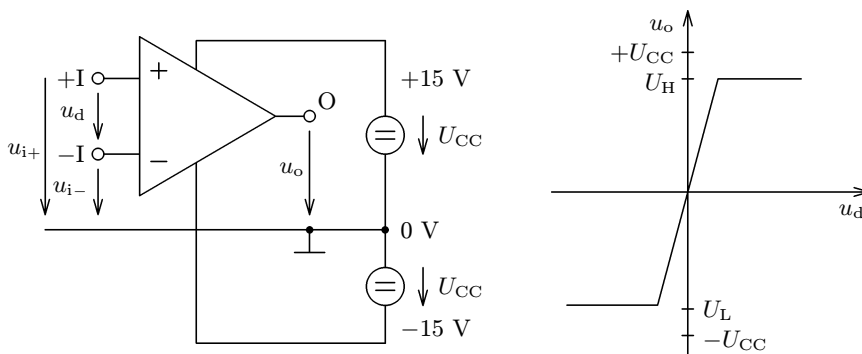 +I
+
u_d
−I
−
u_i+
u_i−
O
u_o
+15 V
U_CC
0 V
U_CC
−15 V
u_o
+U_CC
U_H
u_d
U_L
−U_CC